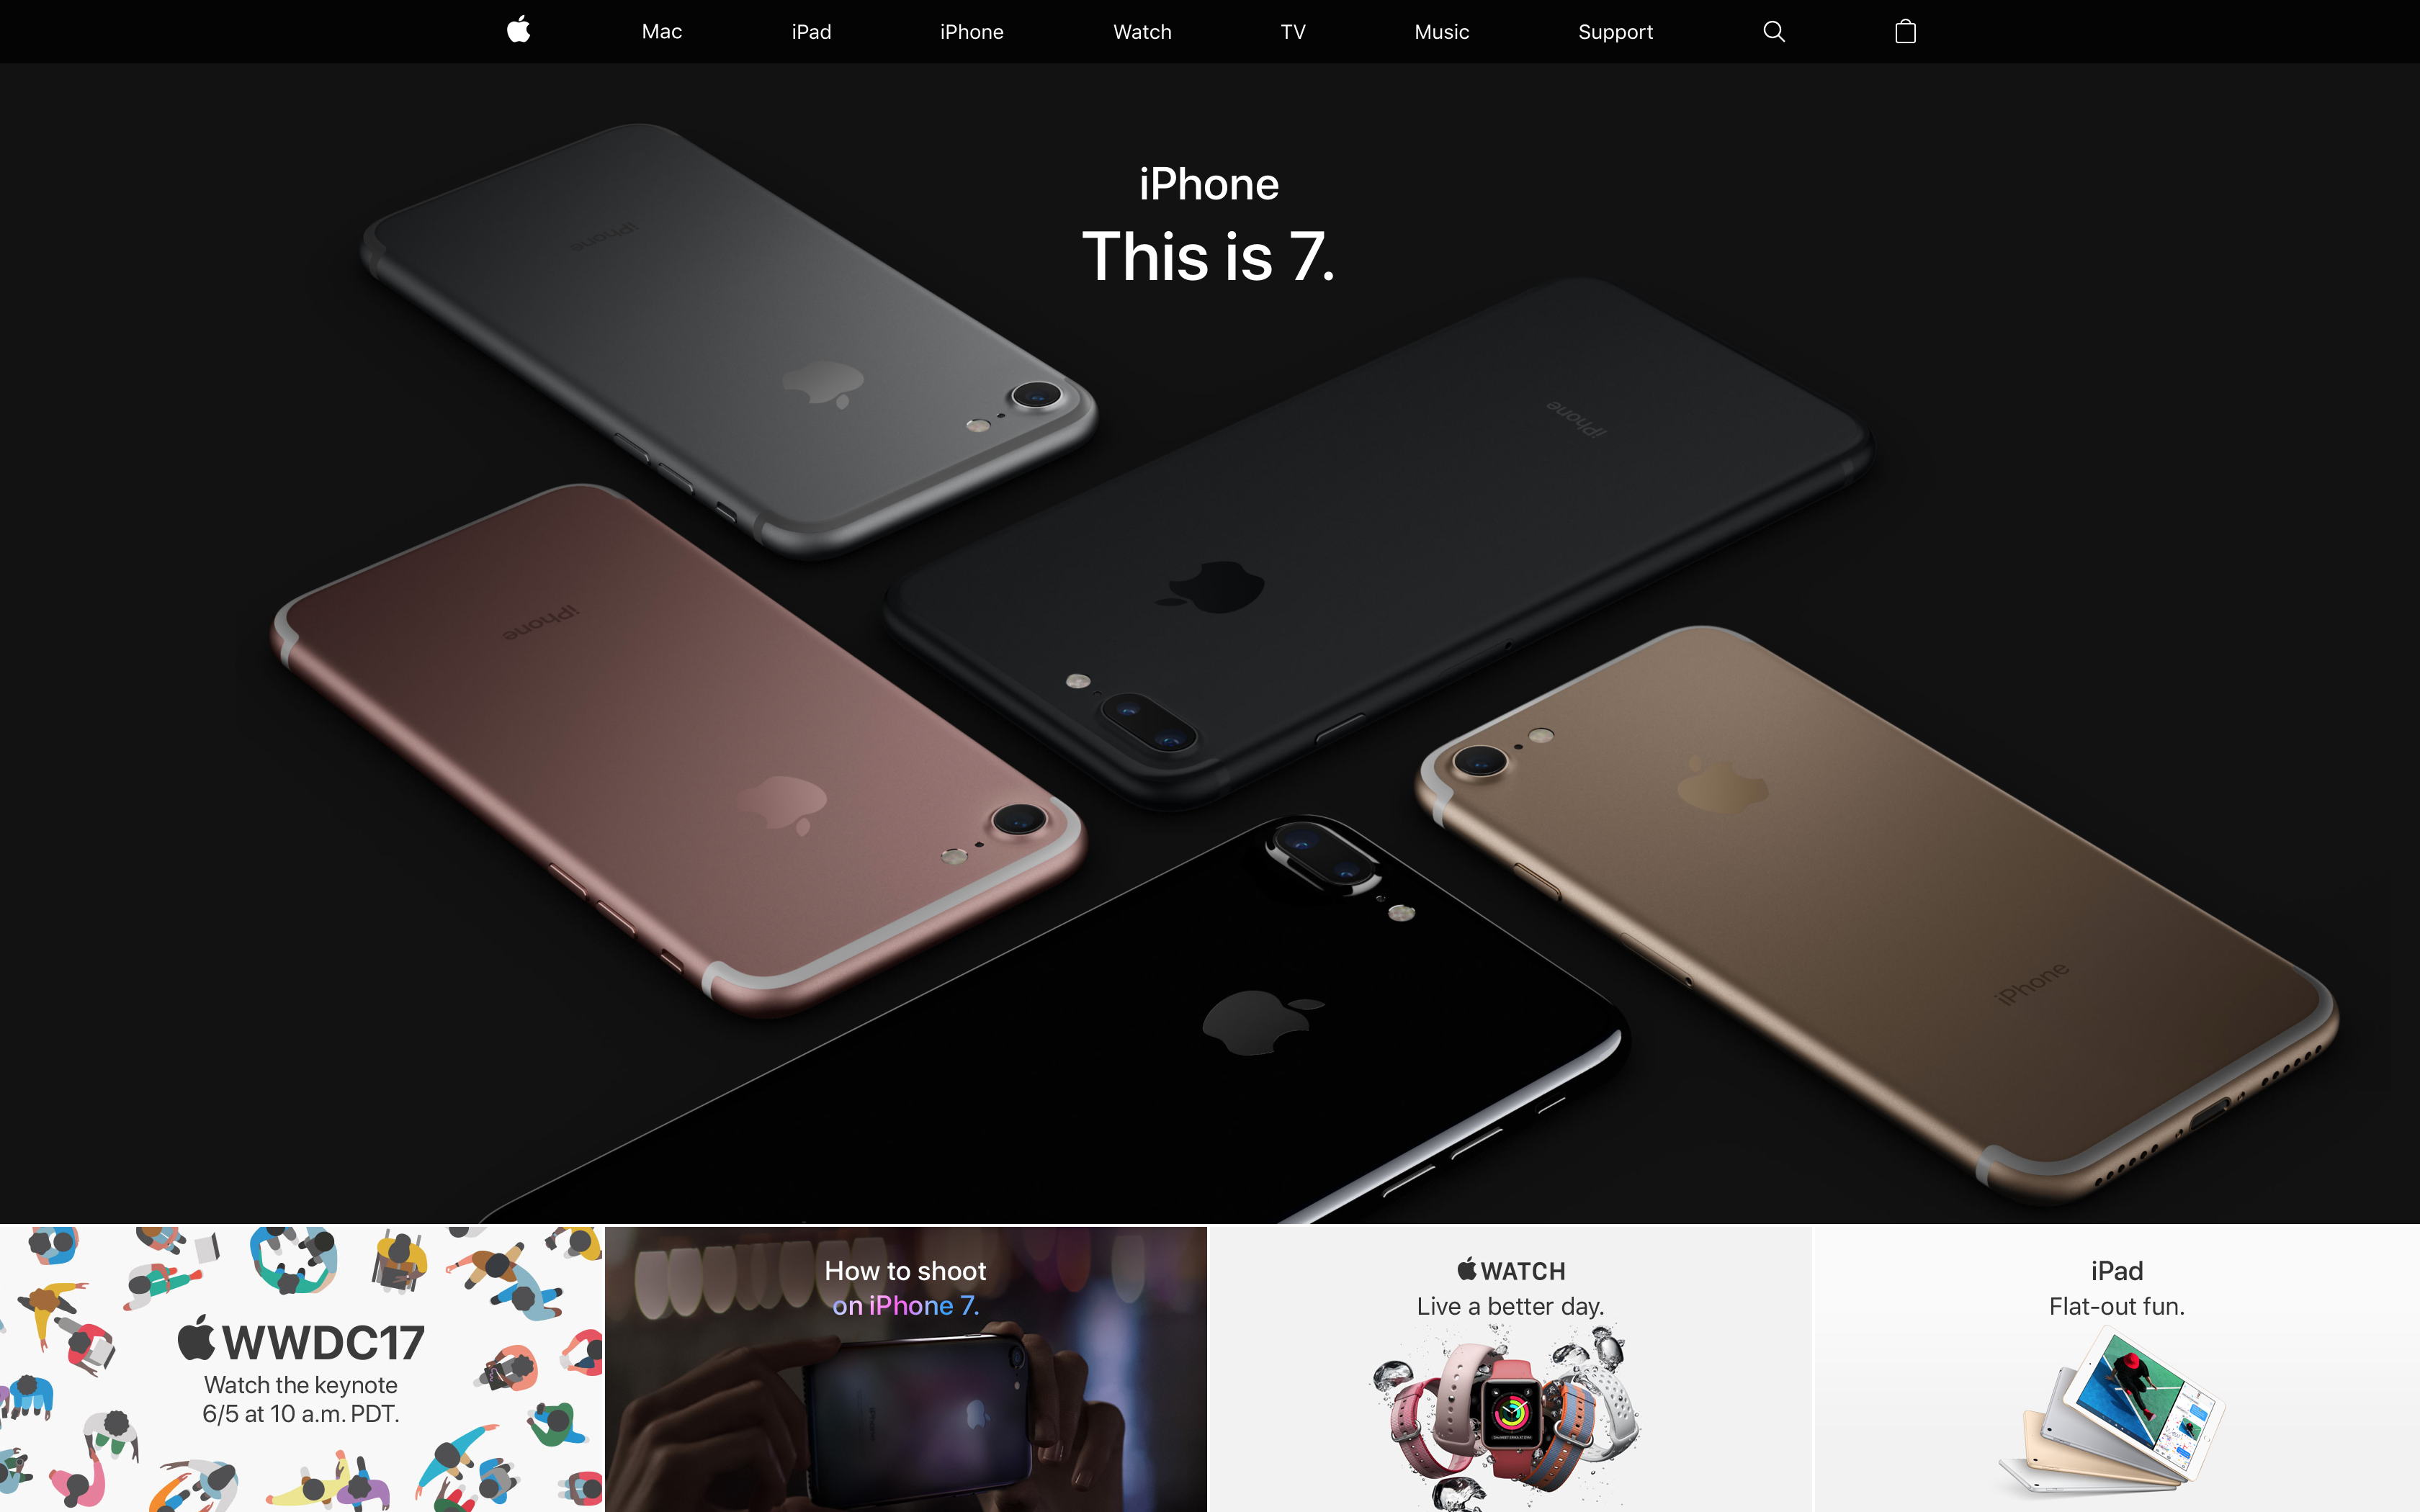 Mac
iPad
iPhone
Watch
TV
Music
Support
iPhone
This is 7.
iPhone
iPhone
iPhone
iPhone
WWDC17
Watch the keynote
6/5 at 10 a.m. PDT.
How to shoot
on iPhone 7.
iPhone
WATCH
Live a better day.
iPad
Flat-out fun.